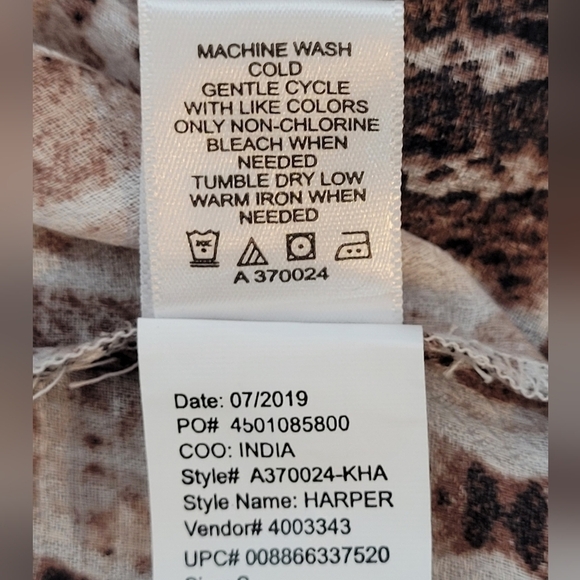 MACHINE WASH
COLD
GENTLE CYCLE
WITH LIKE COLORS
ONLY NON-CHLORINE
BLEACH WHEN
NEEDED
TUMBLE DRY LOW
WARM IRON WHEN
NEEDED
A 370024
Date: 07/2019
PO# 4501085800
COO: INDIA
Style# A370024-KHA
Style Name: HARPER
Vendor# 4003343
UPC# 008866337520